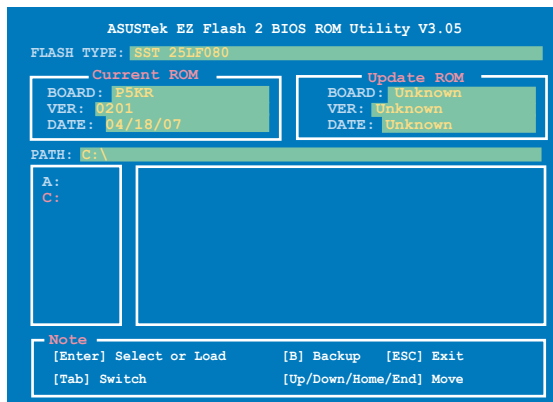 ASUSTek EZ Flash 2 BIOS ROM Utility V3.05
FLASH TYPE: SST 25LF080
Current ROM
BOARD: P5KR
VER: 0201
DATE: 04/18/07
Update ROM
BOARD: Unknown
VER: Unknown
DATE: Unknown
PATH: C:\
A:
C:
Note
[Enter] Select or Load [B] Backup [ESC] Exit
[Tab] Switch [Up/Down/Home/End] Move